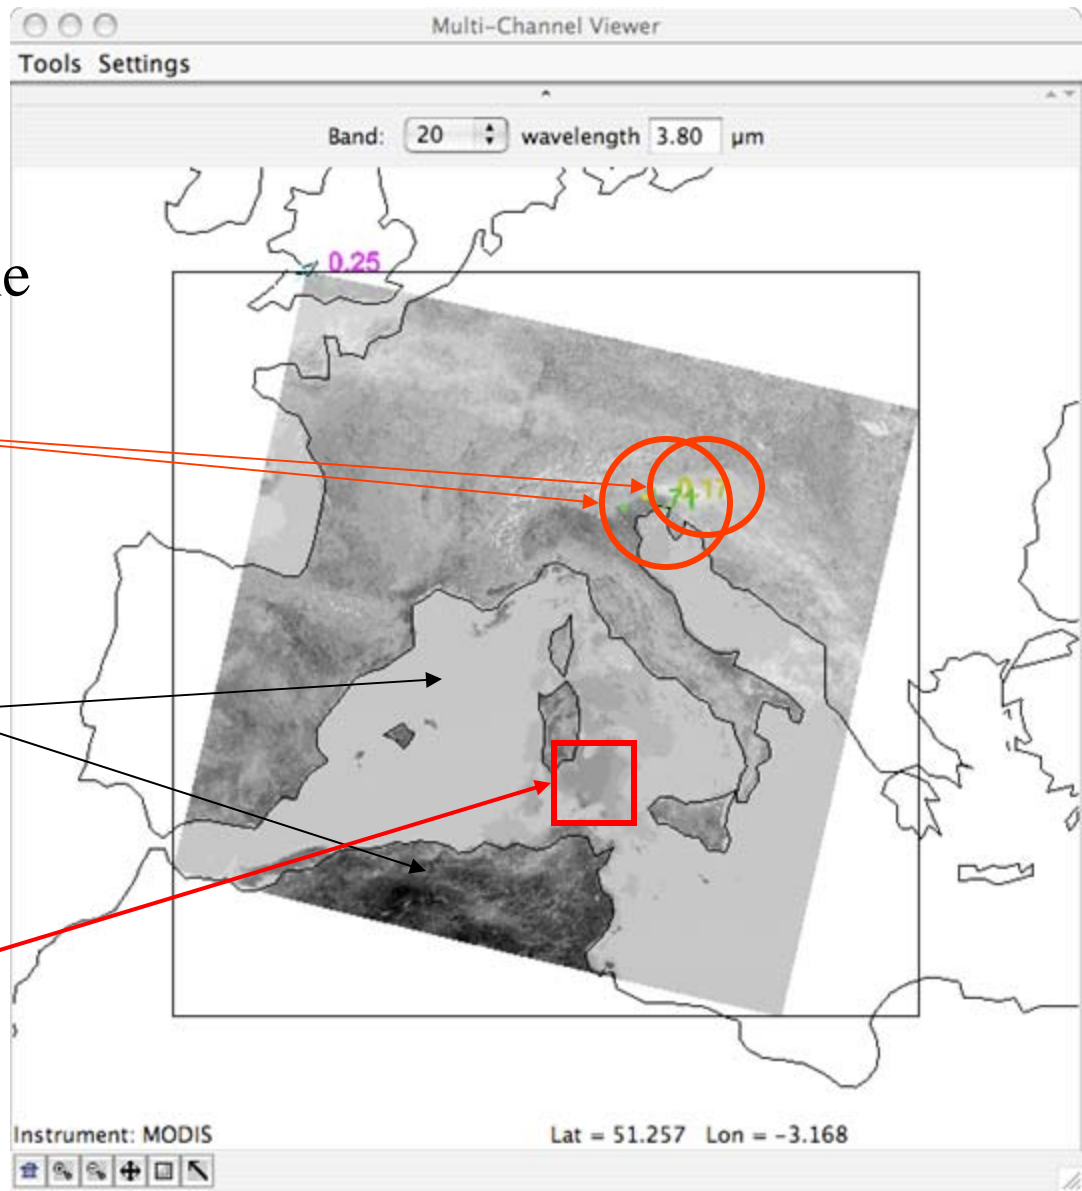 Multi-Channel Viewer
Tools Settings
Band: 20 wavelength 3.80 µm
0.25
Instrument: MODIS
Lat = 51.257 Lon = -3.168